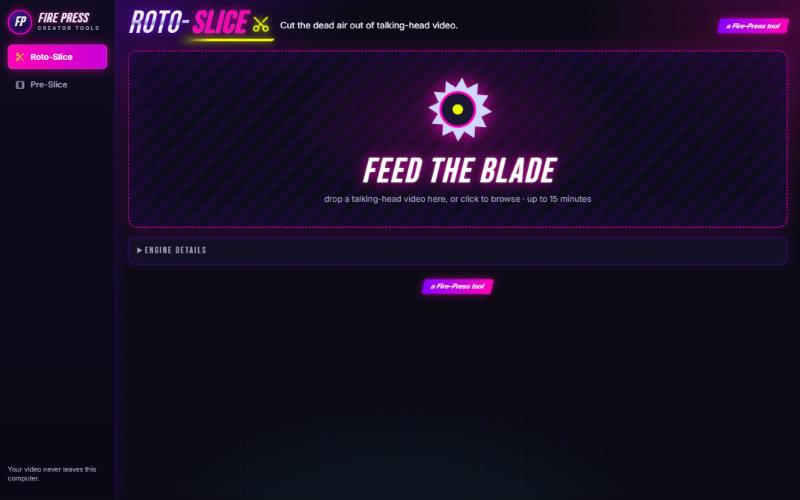 FP
FIRE PRESS
CREATOR TOOLS
Roto-Slice
Pre-Slice
Your video never leaves this
computer.
ROTO-SLICE
Cut the dead air out of talking-head video.
a Fire-Press tool
FEED THE BLADE
drop a talking-head video here, or click to browse · up to 15 minutes
ENGINE DETAILS
a Fire-Press tool